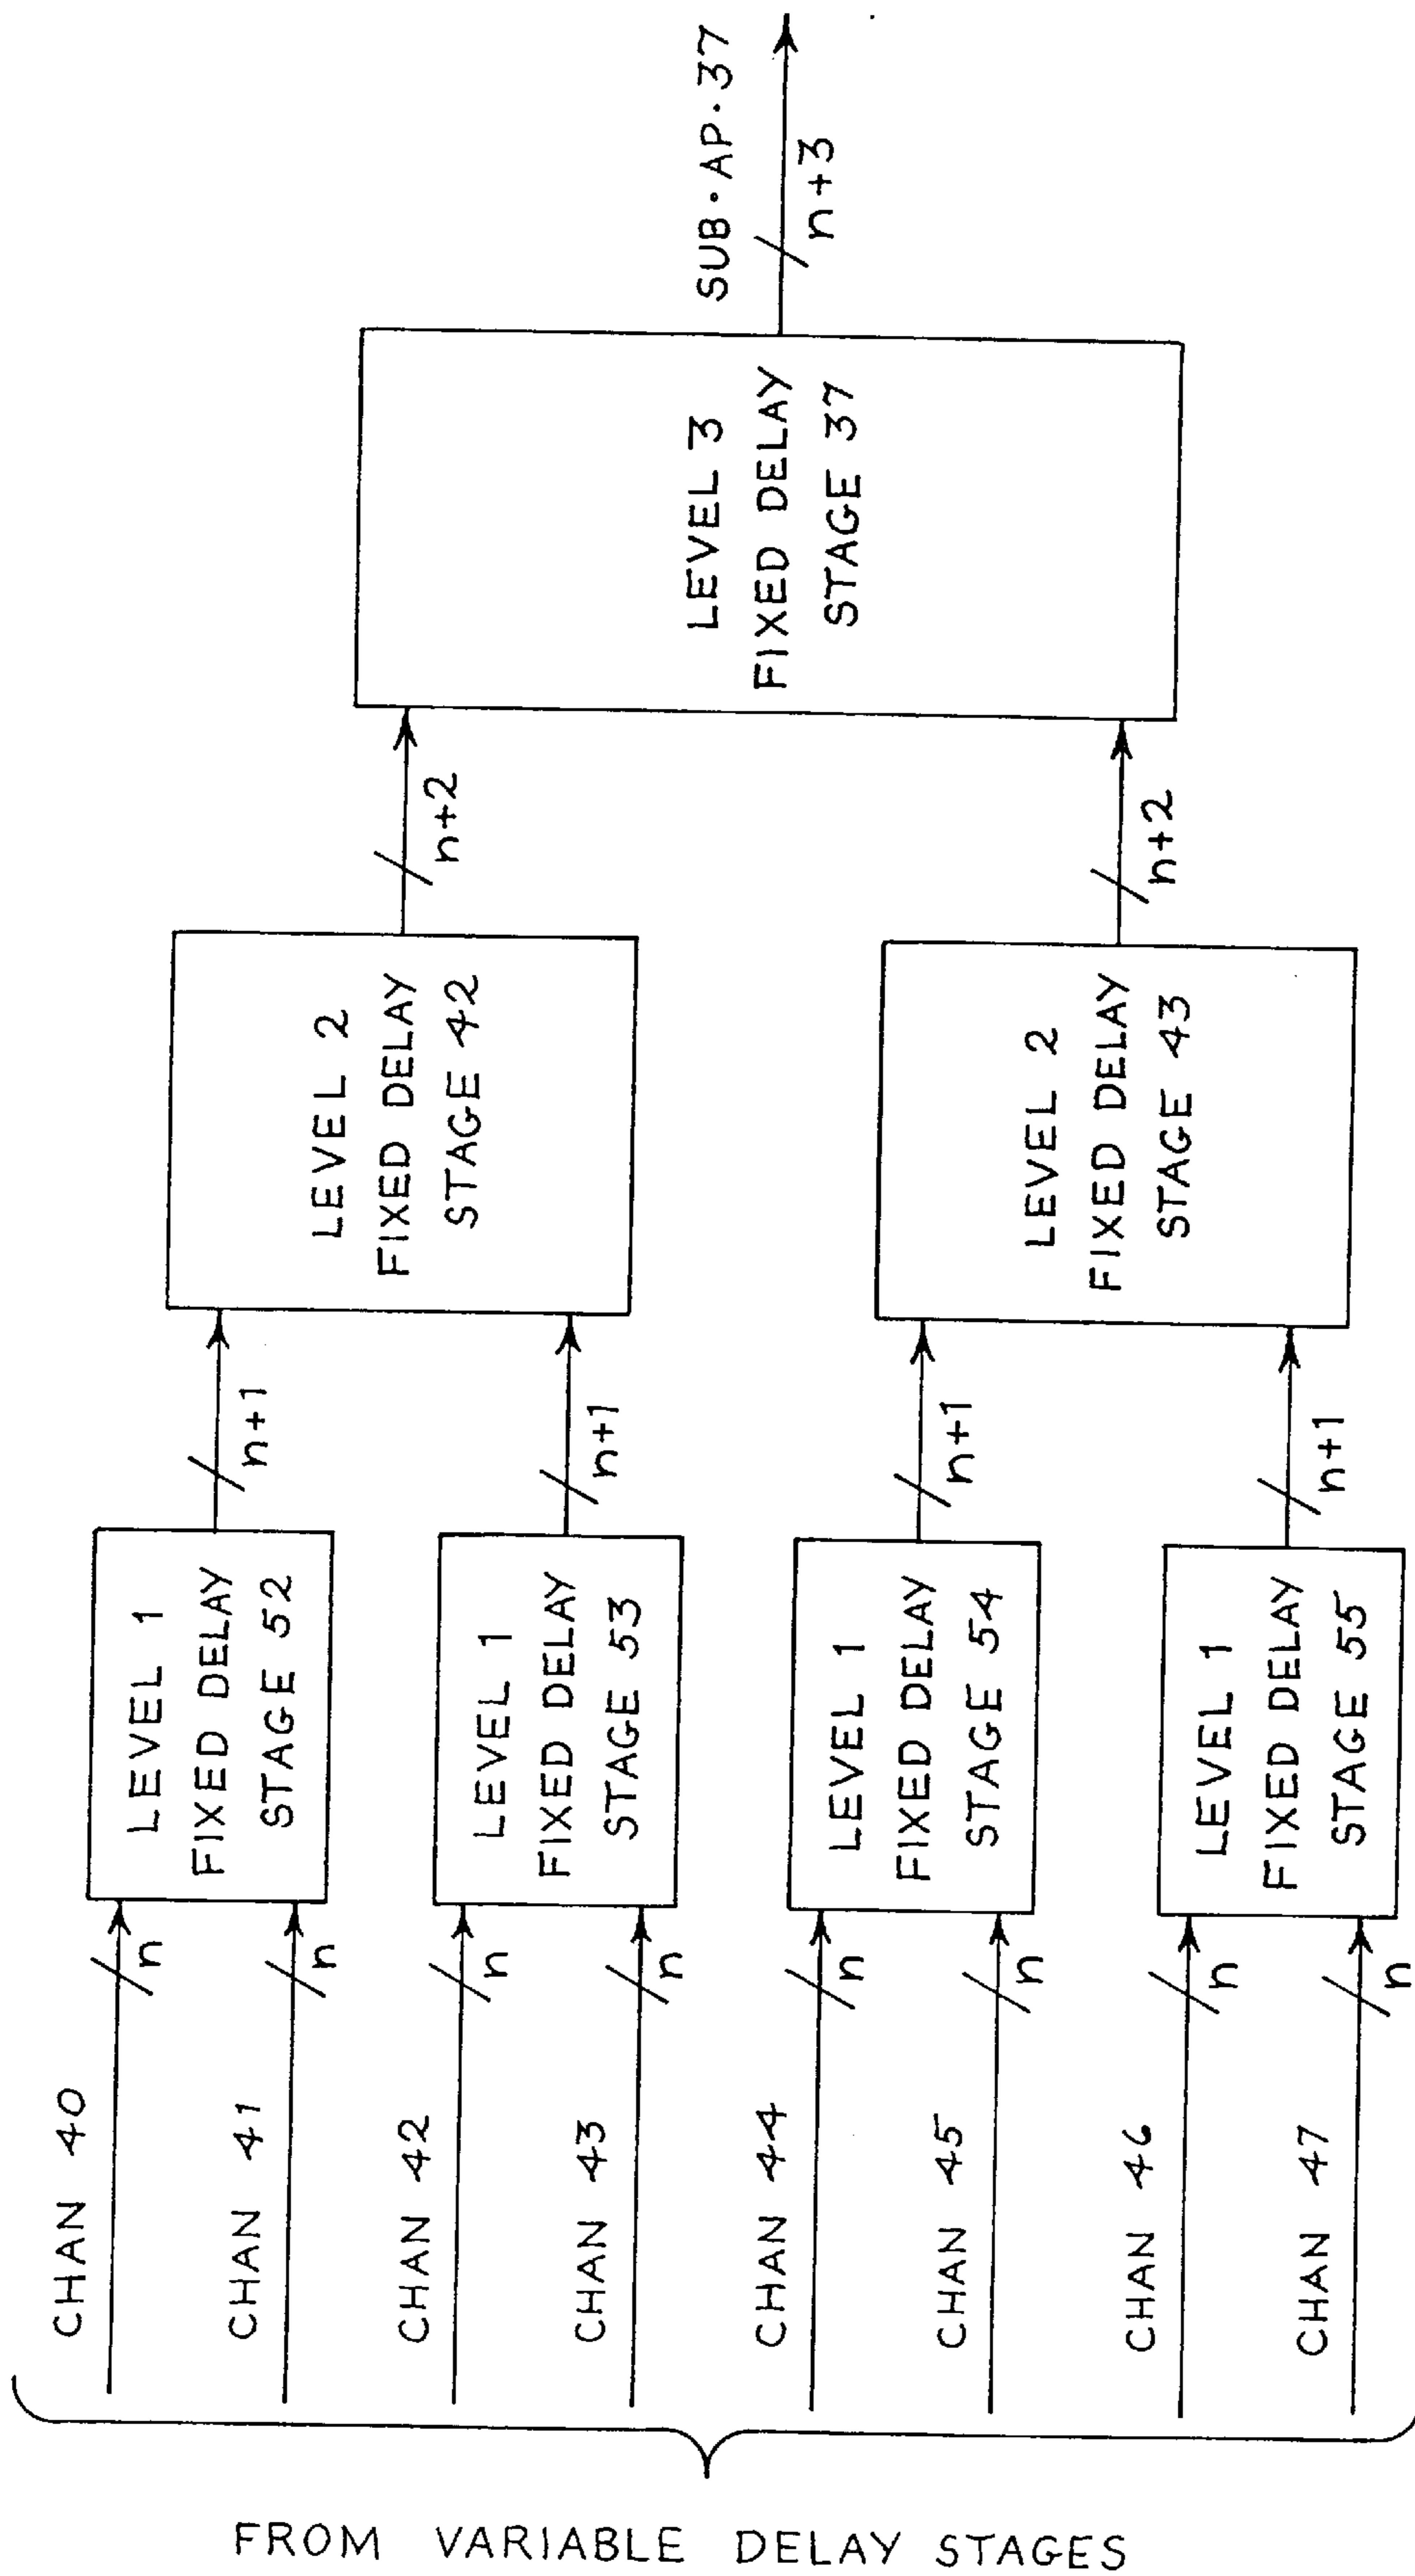 SUB•AP•37
n+3
LEVEL 3
FIXED DELAY
STAGE 37
n+2
n+2
LEVEL 2
FIXED DELAY
STAGE 42
LEVEL 2
FIXED DELAY
STAGE 43
n+1
n+1
n+1
n+1
LEVEL 1
FIXED DELAY
STAGE 52
LEVEL 1
FIXED DELAY
STAGE 53
LEVEL 1
FIXED DELAY
STAGE 54
LEVEL 1
FIXED DELAY
STAGE 55
n
n
n
n
n
n
n
n
CHAN 40
CHAN 41
CHAN 42
CHAN 43
CHAN 44
CHAN 45
CHAN 46
CHAN 47
FROM VARIABLE DELAY STAGES